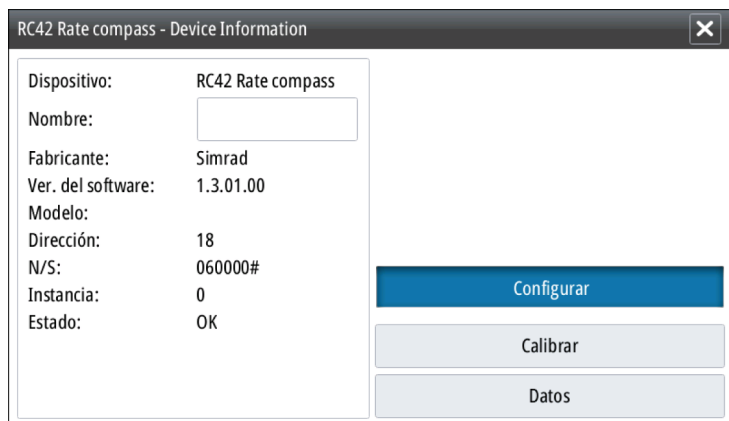 RC42 Rate compass - Device Information
Dispositivo: RC42 Rate compass
Nombre:
Fabricante: Simrad
Ver. del software: 1.3.01.00
Modelo:
Dirección: 18
N/S: 060000#
Instancia: 0
Estado: OK
Configurar
Calibrar
Datos